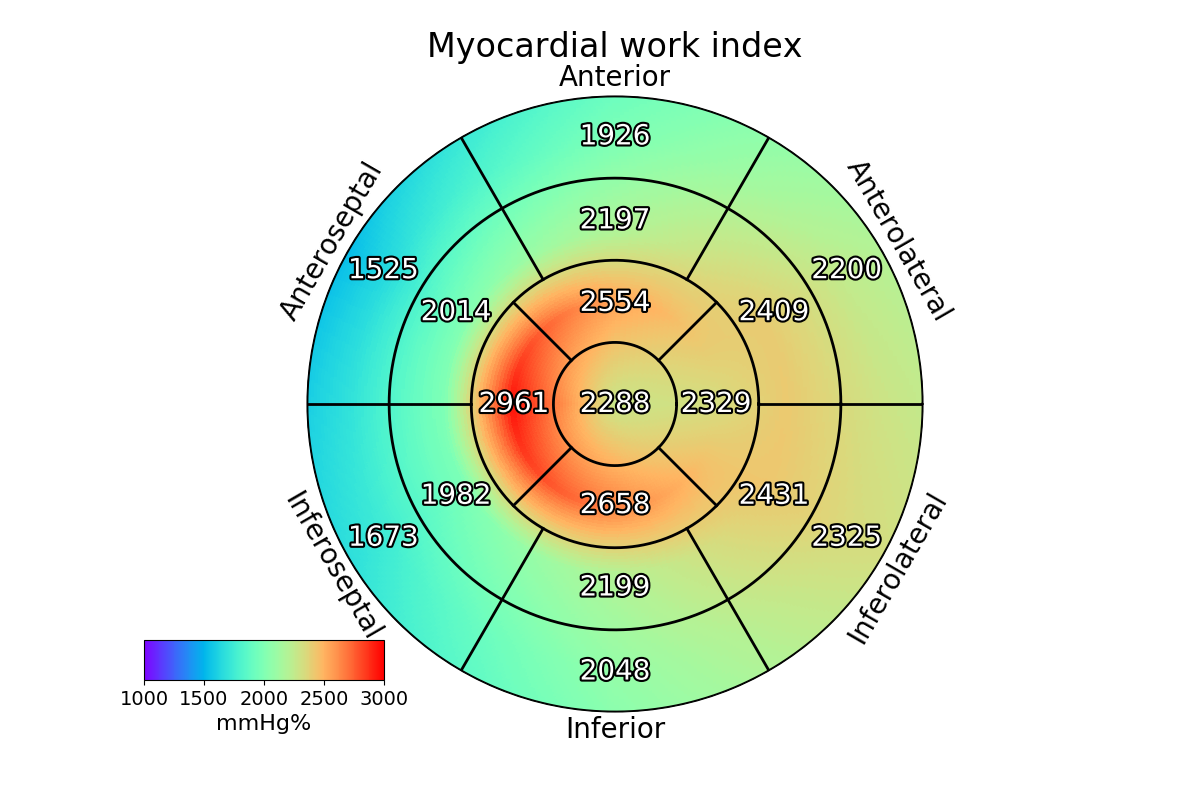 Myocardial work index
Anterior
1926
Anteroseptal
Anterolateral
2197
1525
2200
2554
2014
2409
2961
2288
2329
1982
2431
2658
1673
2325
Inferoseptal
Inferolateral
2199
2048
1000 1500 2000 2500 3000
mmHg%
Inferior